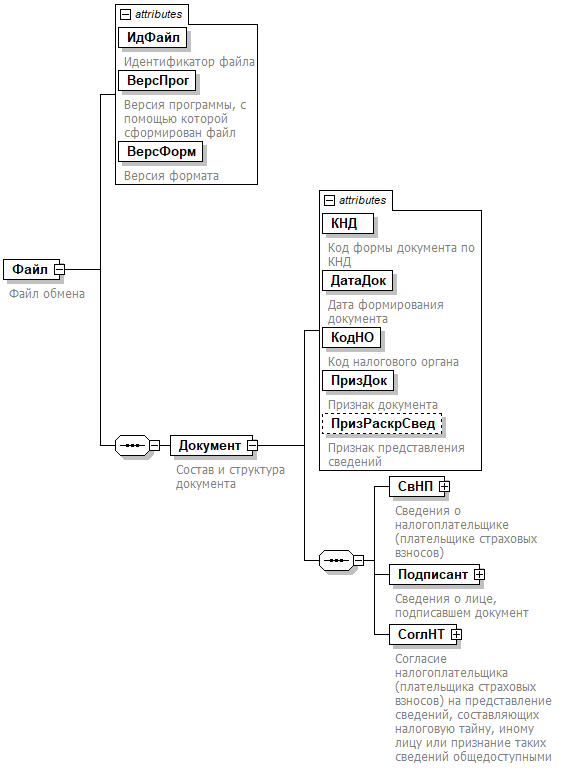 attributes
ИдФайл
Идентификатор файла
ВерсПрог
Версия программы, с
помощью которой
сформирован файл
ВерсФорм
Версия формата
Файл
Файл обмена
Документ
Состав и структура
документа
attributes
КНД
Код формы документа по
КНД
ДатаДок
Дата формирования
документа
КодНО
Код налогового органа
ПризДок
Признак документа
ПризРаскрСвед
Признак представления
сведений
СвНП
Сведения о
налогоплательщике
(плательщике страховых
взносов)
Подписант
Сведения о лице,
подписавшем документ
СоглНТ
Согласие
налогоплательщика
(плательщика страховых
взносов) на представление
сведений, составляющих
налоговую тайну, иному
лицу или признание таких
сведений общедоступными